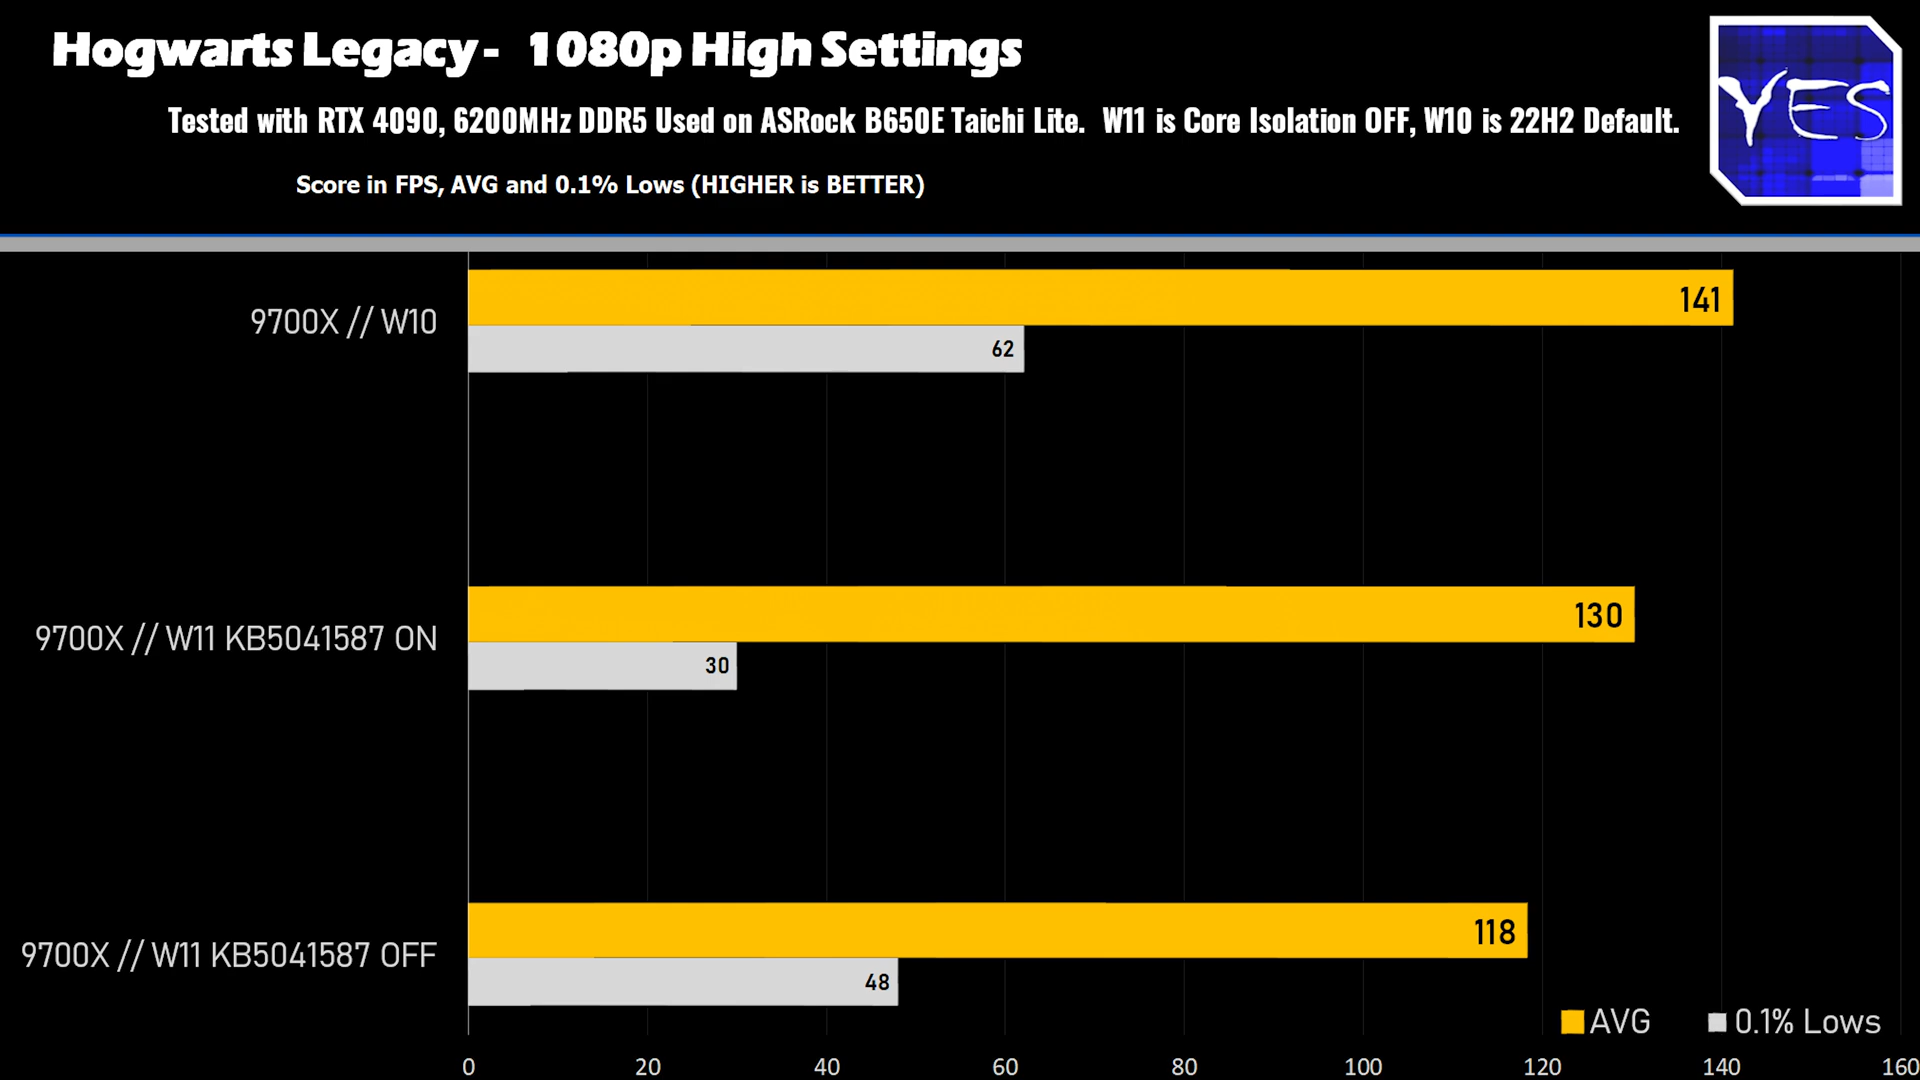 Hogwarts Legacy - 1080p High Settings
Tested with RTX 4090, 6200MHz DDR5 Used on ASRock B650E Taichi Lite. W11 is Core Isolation OFF, W10 is 22H2 Default.
YES
Score in FPS, AVG and 0.1% Lows (HIGHER is BETTER)
141
9700X // W10
62
130
9700X // W11 KB5041587 ON
30
118
9700X // W11 KB5041587 OFF
48
AVG 0.1% Lows
0 20 40 60 80 100 120 140 160